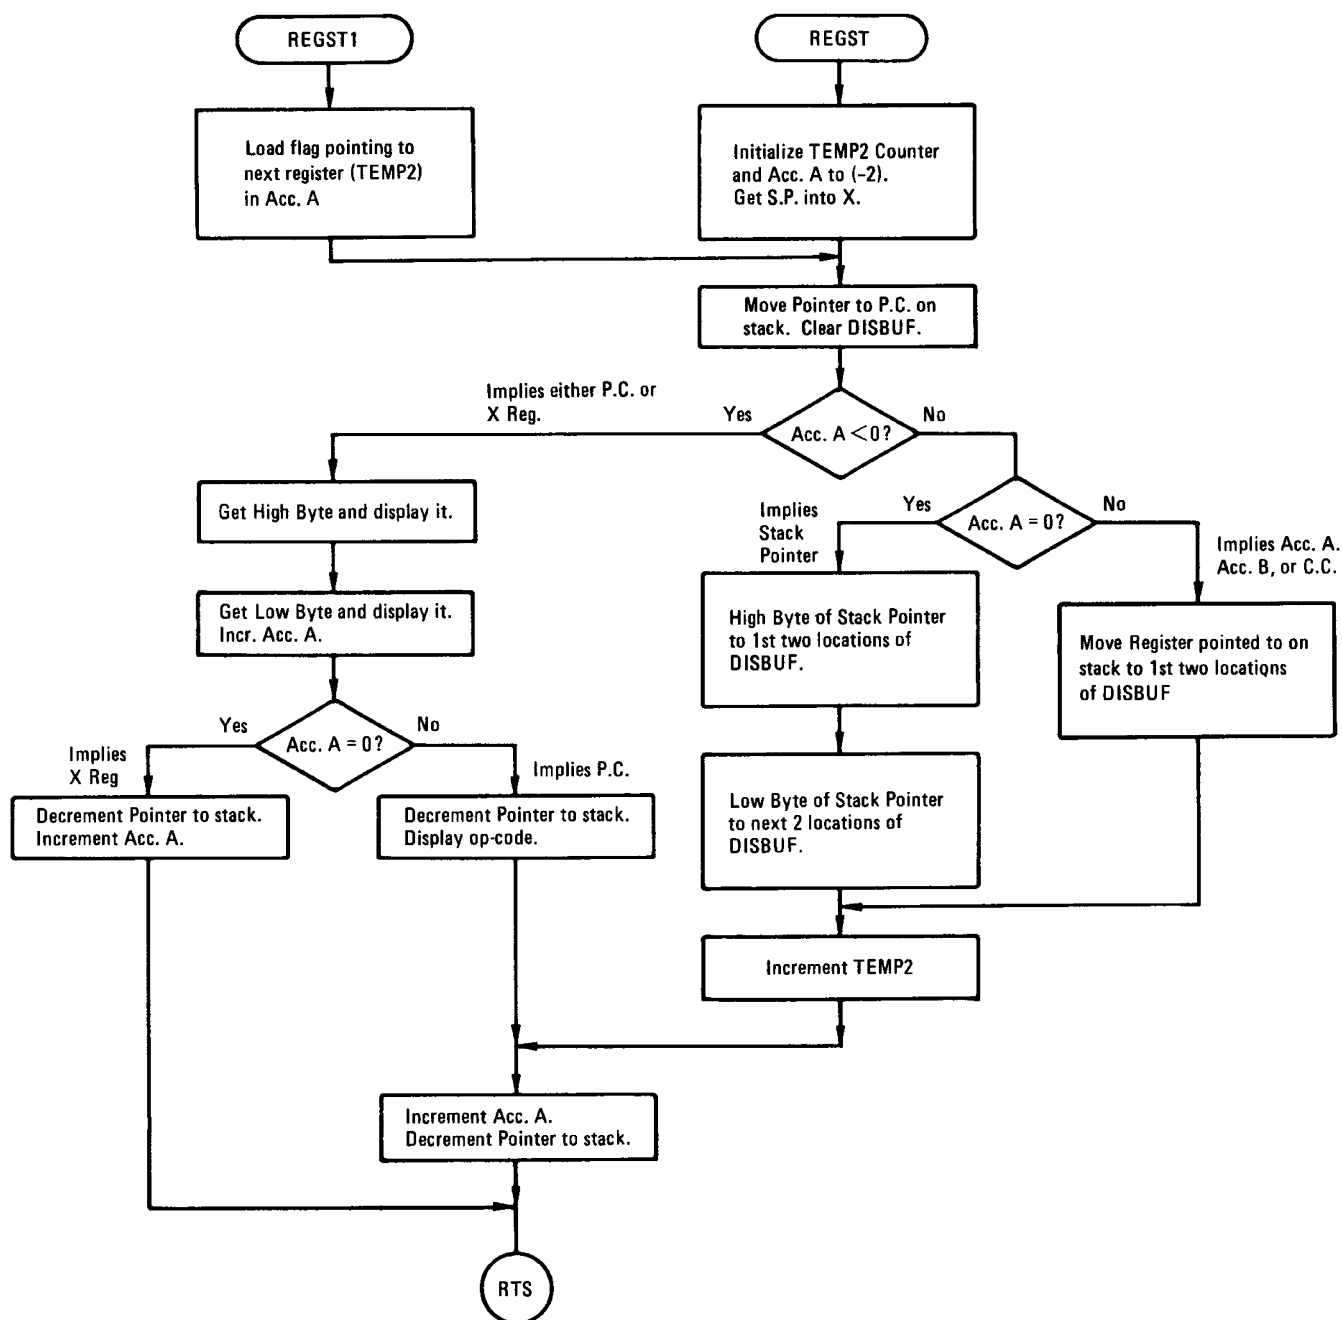 REGST1
REGST
Load flag pointing to
next register (TEMP2)
in Acc. A
Initialize TEMP2 Counter
and Acc. A to (-2).
Get S.P. into X.
Move Pointer to P.C. on
stack. Clear DISBUF.
Implies either P.C. or
X Reg.
Yes
Acc. A <0?
No
Get High Byte and display it.
Implies
Stack
Pointer
Yes
Acc. A = 0?
No
Implies Acc. A.
Acc. B, or C.C.
Get Low Byte and display it.
Incr. Acc. A.
High Byte of Stack Pointer
to 1st two locations of
DISBUF.
Move Register pointed to on
stack to 1st two locations
of DISBUF
Yes
Acc. A = 0?
No
Implies
X Reg
Implies P.C.
Decrement Pointer to stack.
Increment Acc. A.
Decrement Pointer to stack.
Display op-code.
Low Byte of Stack Pointer
to next 2 locations of
DISBUF.
Increment TEMP2
Increment Acc. A.
Decrement Pointer to stack.
RTS